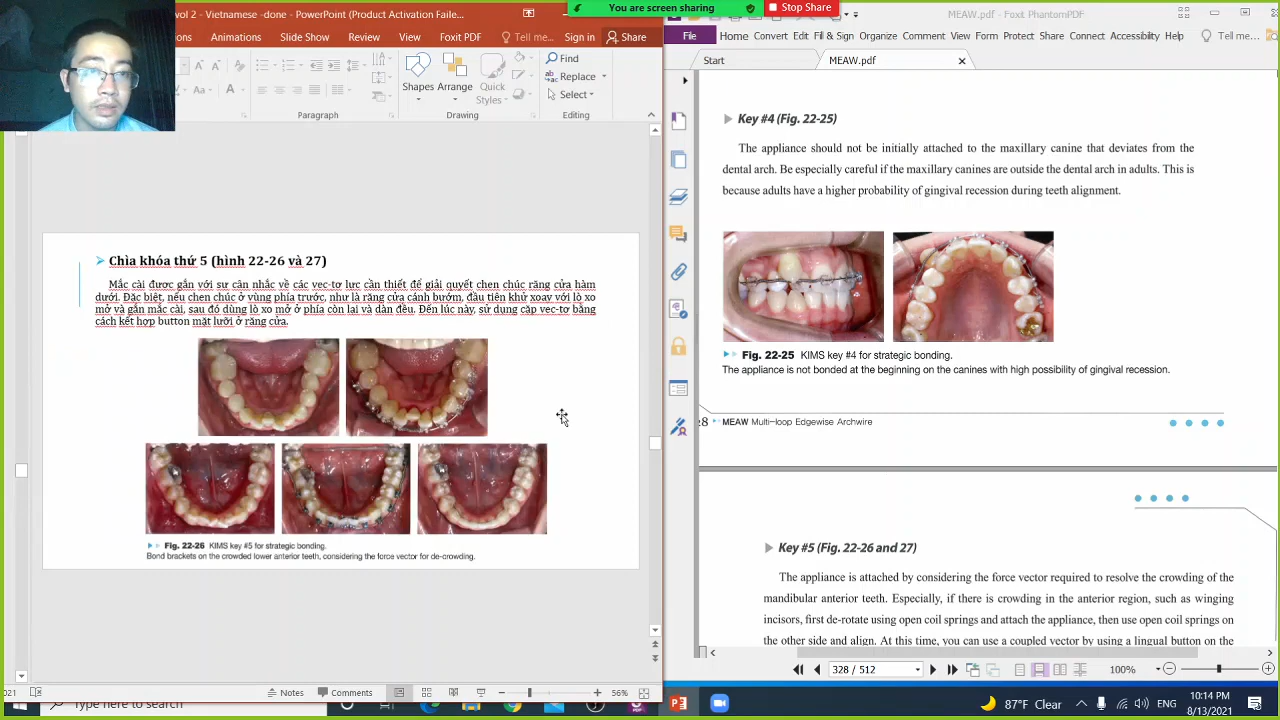 vol 2 - Vietnamese -done - PowerPoint (Product Activation Faile...
You are screen sharing
Stop Share
MEAW.pdf - Foxit PhantomPDF
Animations
Slide Show
Review
View
Foxit PDF
Tell me...
Sign in
Share
File
Home
Convert
Edit
Fill & Sign
Organize
Comment
View
Form
Protect
Share
Connect
Accessibility
Help
Tell me...
Start
MEAW.pdf
Shapes
Arrange
Quick
Styles
Find
Replace
Select
Paragraph
Drawing
Editing
Chìa khóa thứ 5 (hình 22-26 và 27)
Mắc cài được gắn với sự cân nhắc về các vec-tơ lực cần thiết để giải quyết chen chúc răng cửa hàm
dưới. Đặc biệt, nếu chen chúc ở vùng phía trước, như là răng cửa cánh bướm, đầu tiên khử xoay với lò xo
mở và gắn mắc cài, sau đó dùng lò xo mở ở phía còn lại và dàn đều. Đến lúc này, sử dụng cặp vec-tơ bằng
cách kết hợp button mặt lưỡi ở răng cửa.
Fig. 22-26 KIMS key #5 for strategic bonding.
Bond brackets on the crowded lower anterior teeth, considering the force vector for de-crowding.
Key #4 (Fig. 22-25)
The appliance should not be initially attached to the maxillary canine that deviates from the
dental arch. Be especially careful if the maxillary canines are outside the dental arch in adults. This is
because adults have a higher probability of gingival recession during teeth alignment.
Fig. 22-25 KIMS key #4 for strategic bonding.
The appliance is not bonded at the beginning on the canines with high possibility of gingival recession.
28 MEAW Multi-loop Edgewise Archwire
Key #5 (Fig. 22-26 and 27)
The appliance is attached by considering the force vector required to resolve the crowding of the
mandibular anterior teeth. Especially, if there is crowding in the anterior region, such as winging
incisors, first de-rotate using open coil springs and attach the appliance, then use open coil springs on
the other side and align. At this time, you can use a coupled vector by using a lingual button on the
328 / 512
100%
Notes
Comments
56%
Type here to search
87°F Clear
ENG
10:14 PM
8/13/2021